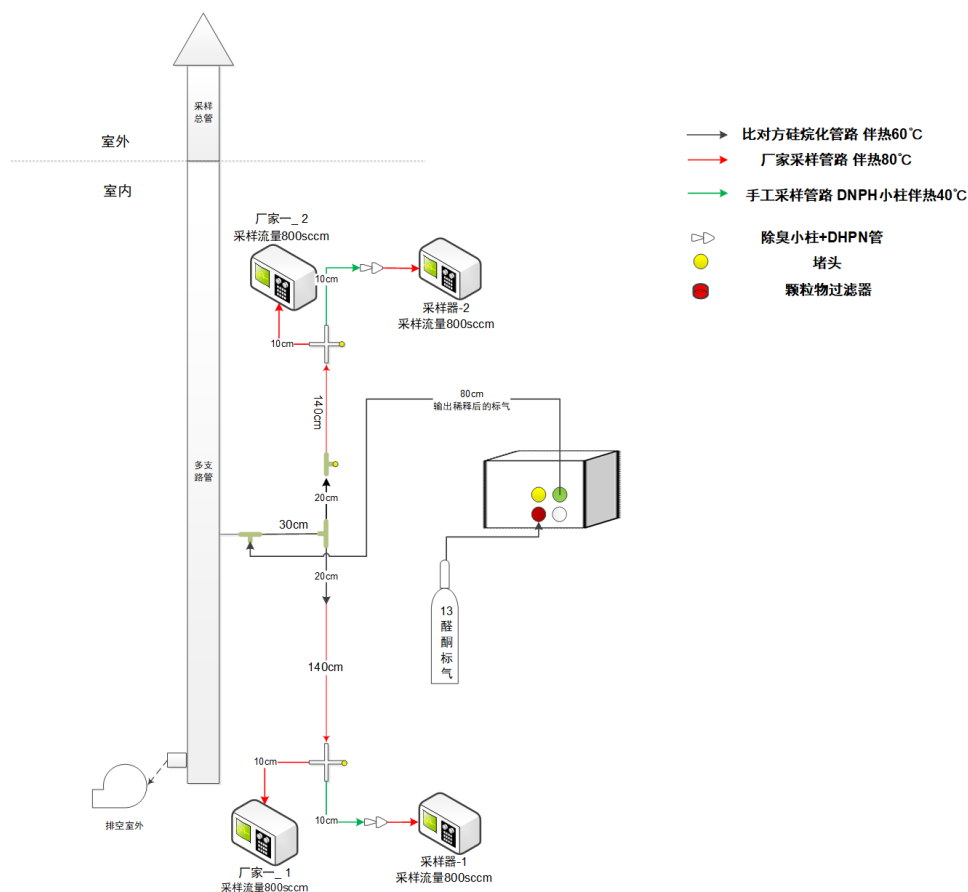 采样
总管
室外
室内
比对方硅烷化管路 伴热60℃
厂家采样管路 伴热80℃
手工采样管路 DNPH小柱伴热40℃
除臭小柱+DHPN管
堵头
颗粒物过滤器
厂家一_ 2
采样流量800sccm
10cm
采样器-2
采样流量800sccm
10cm
140cm
80cm
输出稀释后的标气
多支
路管
20cm
30cm
20cm
13
醛
酮
标
气
140cm
10cm
10cm
排空室外
厂家一_ 1
采样流量800sccm
采样器-1
采样流量800sccm